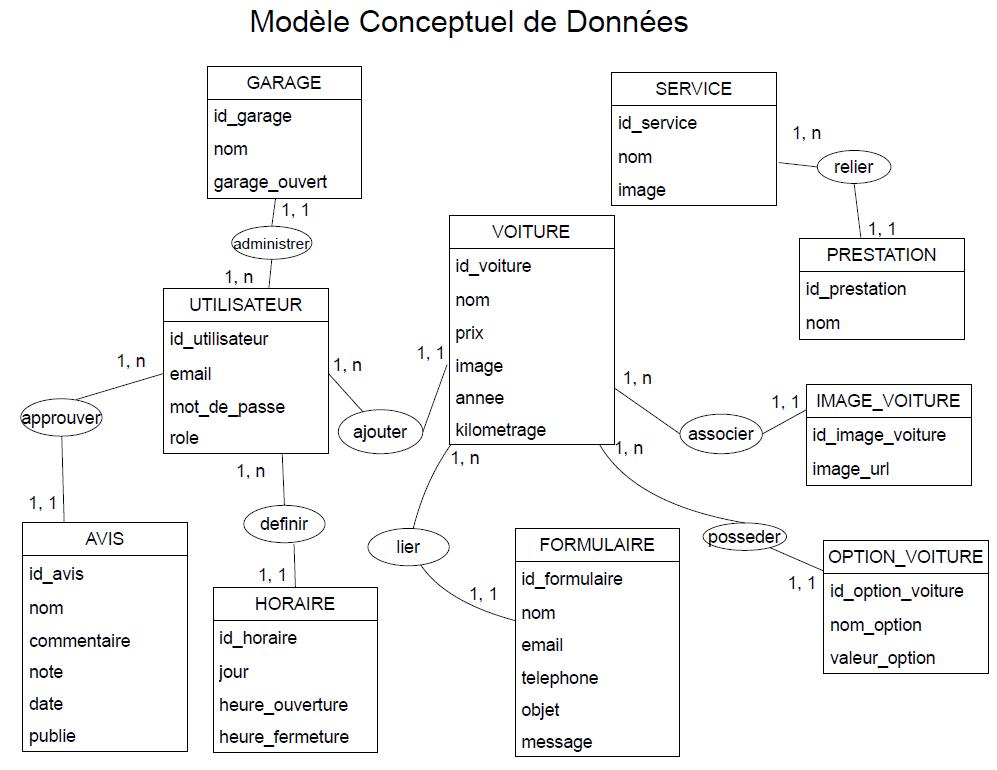 Modèle Conceptuel de Données
GARAGE
id_garage
nom
garage_ouvert
1, 1
administrer
1, n
UTILISATEUR
id_utilisateur
email
mot_de_passe
role
1, n
approuver
1, 1
AVIS
id_avis
nom
commentaire
note
date
publie
1, n
definir
1, 1
HORAIRE
id_horaire
jour
heure_ouverture
heure_fermeture
1, n
ajouter
1, 1
VOITURE
id_voiture
nom
prix
image
annee
kilometrage
1, n
lier
1, 1
FORMULAIRE
id_formulaire
nom
email
telephone
objet
message
SERVICE
id_service
nom
image
1, n
relier
1, 1
PRESTATION
id_prestation
nom
1, n
associer
1, 1
IMAGE_VOITURE
id_image_voiture
image_url
1, n
posseder
1, 1
OPTION_VOITURE
id_option_voiture
nom_option
valeur_option